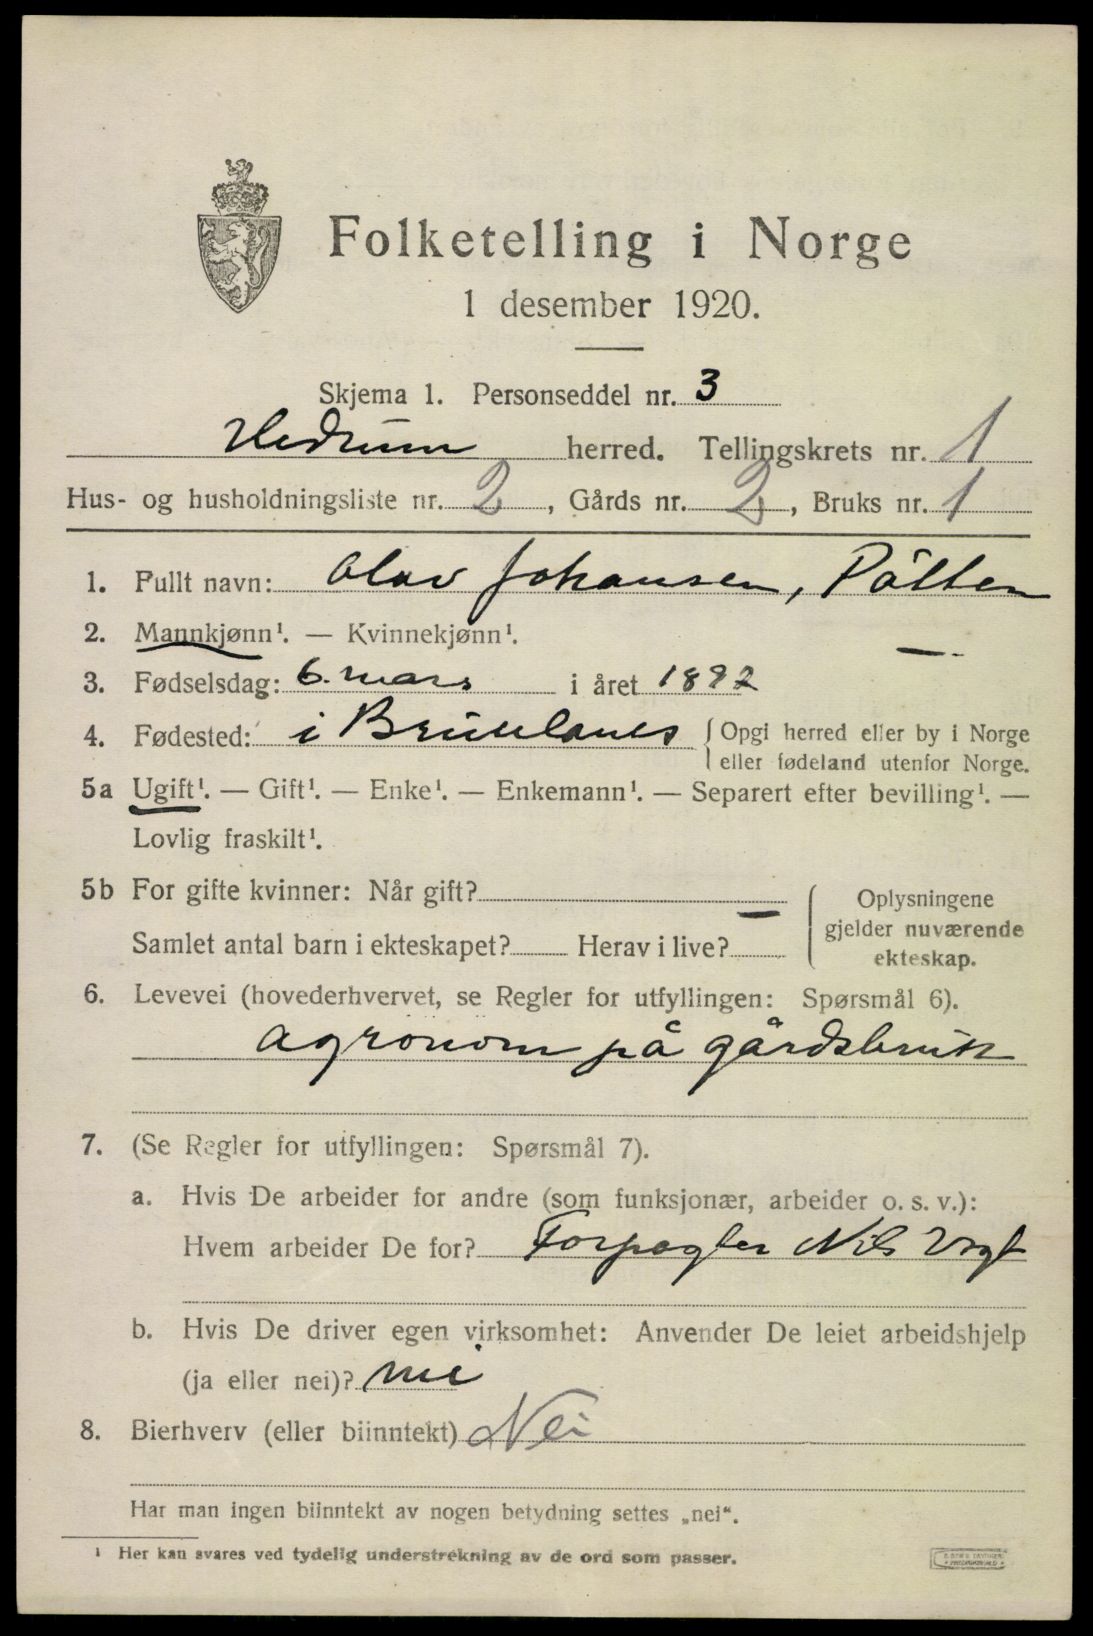 Folketelling i Norge
1 desember 1920.
Skjema 1. Personseddel nr. 3
Hedrum herred. Tellingskrets nr. 1
Hus- og husholdningsliste nr. 2, Gårds nr. 2, Bruks nr. 1
1. Fullt navn: Olav Johansen, Påtten
2. Mannkjønn¹. — Kvinnekjønn¹.
3. Fødselsdag: 6. mars i året 1892
4. Fødested: i Brunlanes { Opgi herred eller by i Norge
eller fødeland utenfor Norge.
5a Ugift¹. — Gift¹. — Enke¹. — Enkemann¹. — Separert efter bevilling¹. —
Lovlig fraskilt¹.
5b For gifte kvinner: Når gift? —
Samlet antal barn i ekteskapet? Herav i live?
Oplysningene
gjelder nuværende
ekteskap.
6. Levevei (hovederhvervet, se Regler for utfyllingen: Spørsmål 6).
agronom på gårdsbruk
7. (Se Regler for utfyllingen: Spørsmål 7).
a. Hvis De arbeider for andre (som funksjonær, arbeider o. s. v.):
Hvem arbeider De for? Forpagter Nils Vogt
b. Hvis De driver egen virksomhet: Anvender De leiet arbeidshjelp
(ja eller nei)? nei
8. Bierhverv (eller biinntekt) Nei
Har man ingen biinntekt av nogen betydning settes „nei“.
¹ Her kan svares ved tydelig understrekning av de ord som passer.